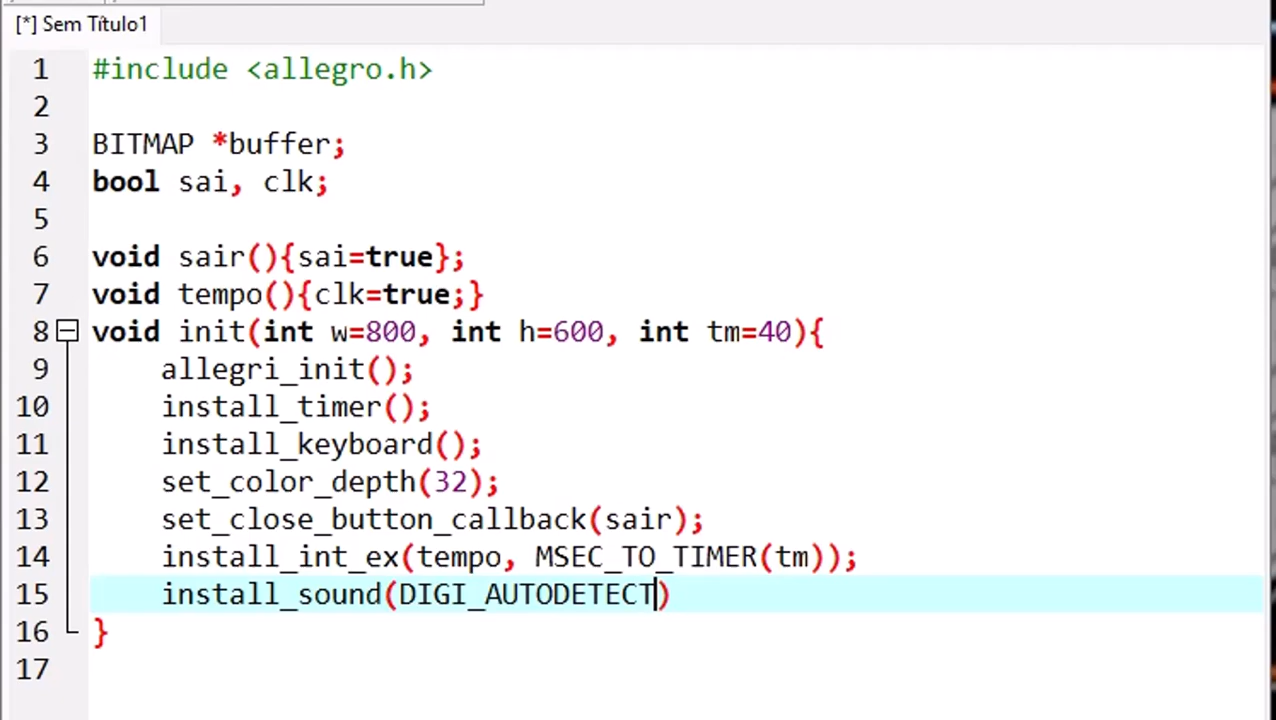 [*] Sem Título1
1 #include <allegro.h>
2
3 BITMAP *buffer;
4 bool sai, clk;
5
6 void sair(){sai=true};
7 void tempo(){clk=true;}
8 void init(int w=800, int h=600, int tm=40){
9 allegri_init();
10 install_timer();
11 install_keyboard();
12 set_color_depth(32);
13 set_close_button_callback(sair);
14 install_int_ex(tempo, MSEC_TO_TIMER(tm));
15 install_sound(DIGI_AUTODETECT)
16 }
17